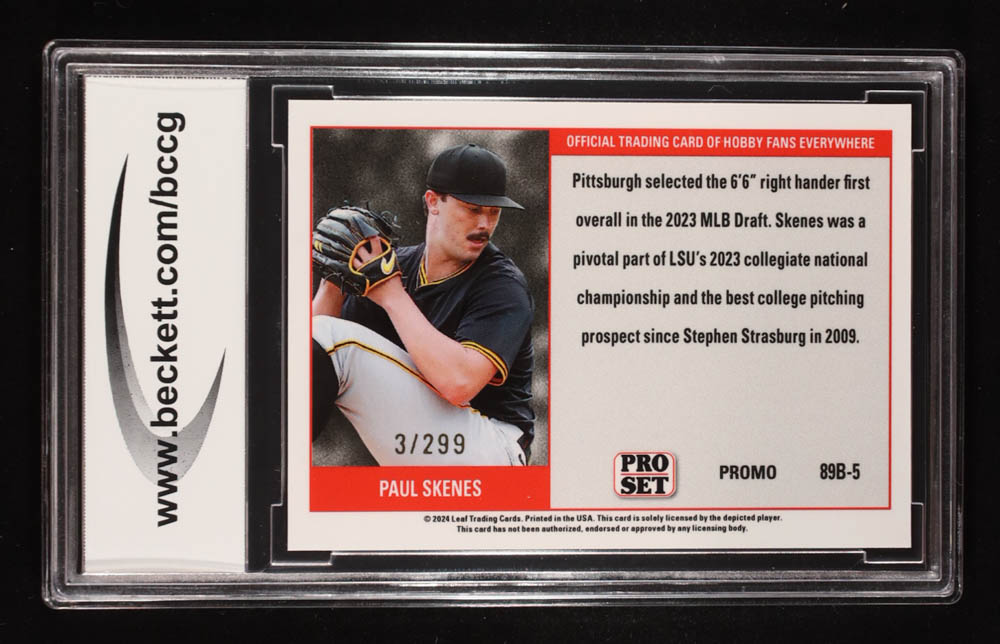 www.beckett.com/bccg
OFFICIAL TRADING CARD OF HOBBY FANS EVERYWHERE
Pittsburgh selected the 6'6" right hander first
overall in the 2023 MLB Draft. Skenes was a
pivotal part of LSU's 2023 collegiate national
championship and the best college pitching
prospect since Stephen Strasburg in 2009.
3/299
PAUL SKENES
PRO
SET
PROMO
89B-5
© 2024 Leaf Trading Cards. Printed in the USA. This card is solely licensed by the depicted player.
This card has not been authorized, endorsed or approved by any licensing body.